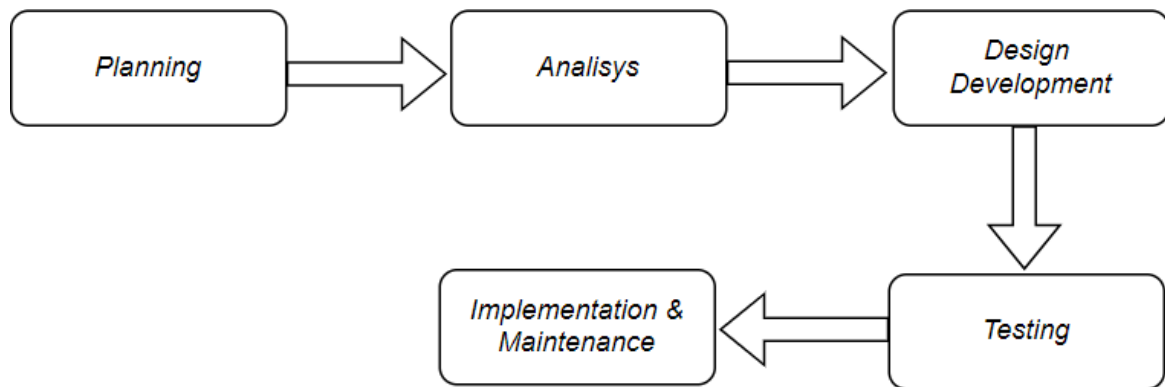 Planning
Analisys
Design
Development
Implementation &
Maintenance
Testing